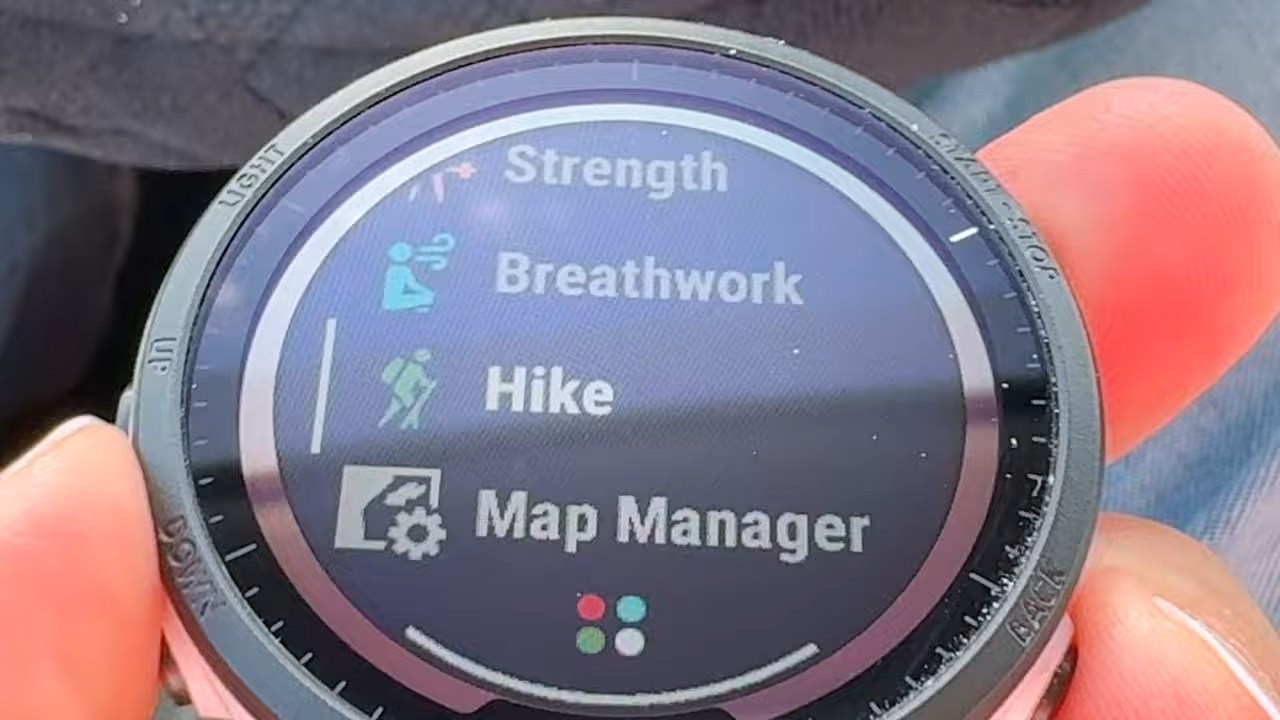 LIGHT
START - STOP
Strength
Breathwork
UP
Hike
Map Manager
DOWN
BACK